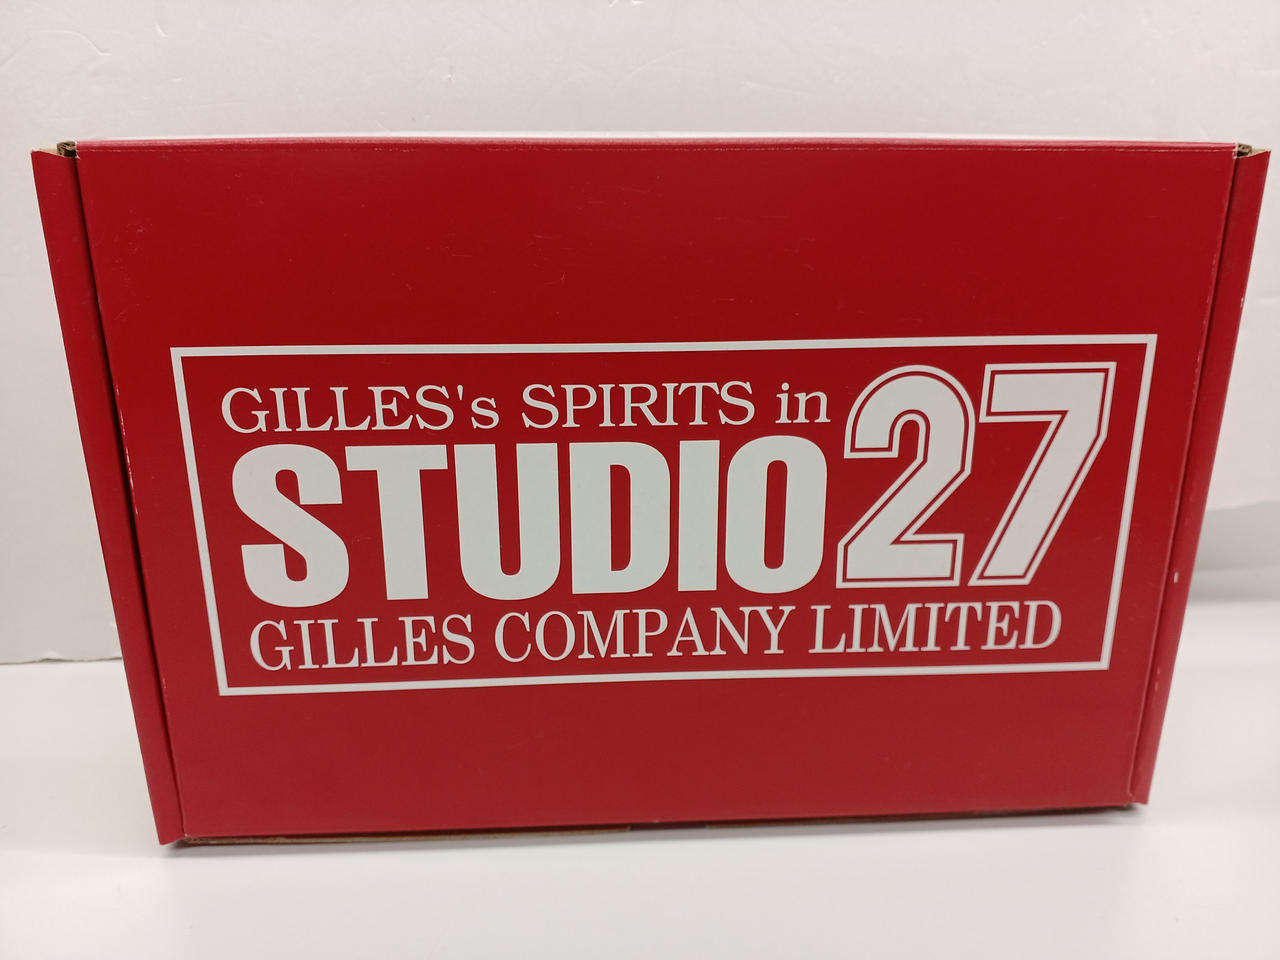 GILLES's SPIRITS in
STUDIO27
GILLES COMPANY LIMITED